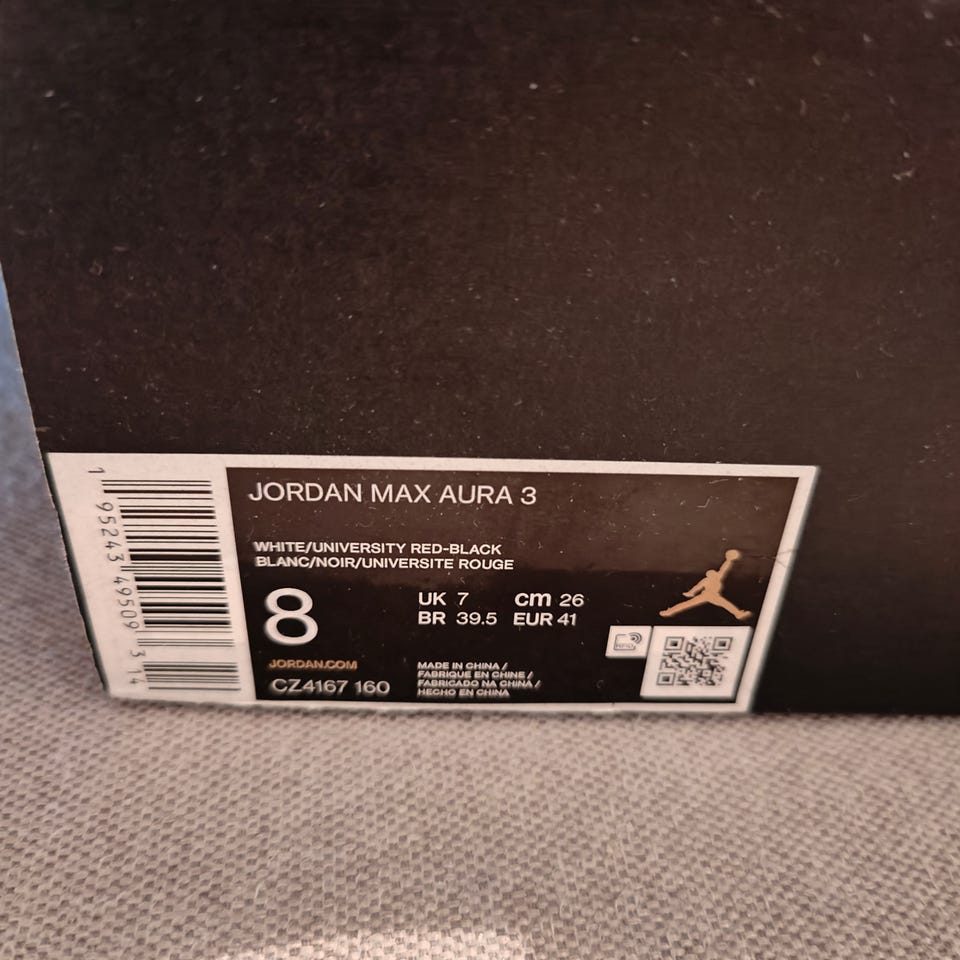 JORDAN MAX AURA 3
WHITE/UNIVERSITY RED-BLACK
BLANC/NOIR/UNIVERSITE ROUGE
8
UK 7 cm 26
BR 39.5 EUR 41
JORDAN.COM
CZ4167 160
MADE IN CHINA /
FABRIQUE EN CHINE /
FABRICADO NA CHINA /
HECHO EN CHINA
RFID
1 95243 49509 3 14